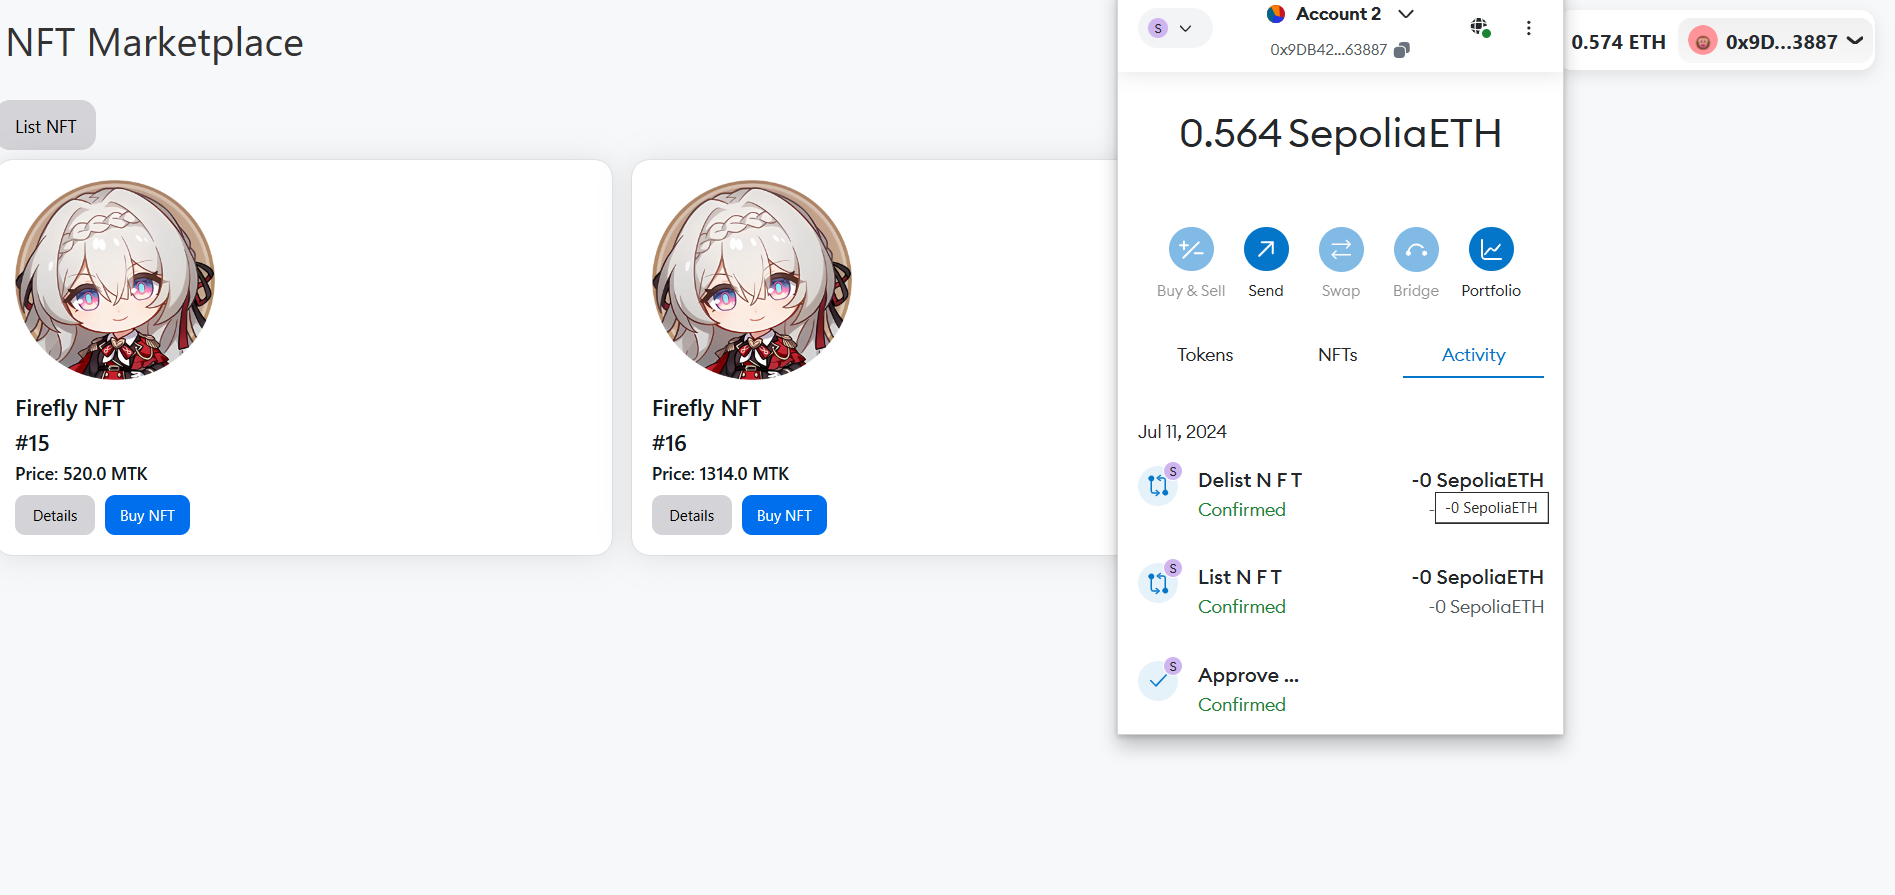 NFT Marketplace
List NFT
Firefly NFT
#15
Price: 520.0 MTK
Details
Buy NFT
Firefly NFT
#16
Price: 1314.0 MTK
Details
Buy NFT
S
Account 2
0x9DB42...63887
0.574 ETH
0x9D...3887
0.564 SepoliaETH
Buy & Sell
Send
Swap
Bridge
Portfolio
Tokens
NFTs
Activity
Jul 11, 2024
S
Delist N F T
-0 SepoliaETH
Confirmed
-0 SepoliaETH
S
List N F T
-0 SepoliaETH
Confirmed
-0 SepoliaETH
S
Approve ...
Confirmed